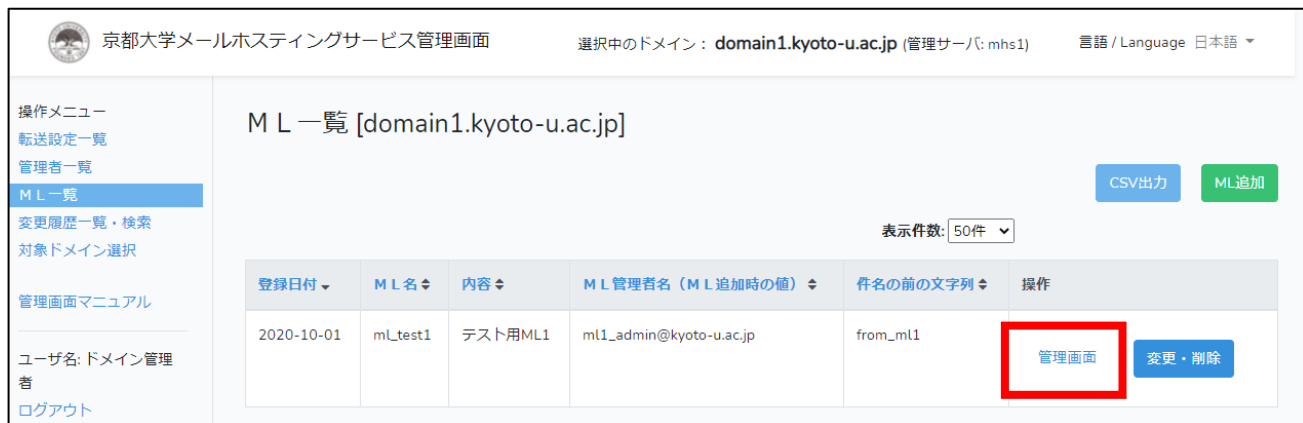 京都大学メールホスティングサービス管理画面
選択中のドメイン： domain1.kyoto-u.ac.jp (管理サーバ: mhs1)
言語 / Language 日本語
操作メニュー
転送設定一覧
管理者一覧
ＭＬ一覧
変更履歴一覧・検索
対象ドメイン選択
管理画面マニュアル
ユーザ名: ドメイン管理
者
ログアウト
ＭＬ一覧 [domain1.kyoto-u.ac.jp]
CSV出力 ML追加
表示件数: 50件
登録日付 ＭＬ名 内容 ＭＬ管理者名（ＭＬ追加時の値） 件名の前の文字列 操作
2020-10-01 ml_test1 テスト用ML1 ml1_admin@kyoto-u.ac.jp from_ml1 管理画面 変更・削除